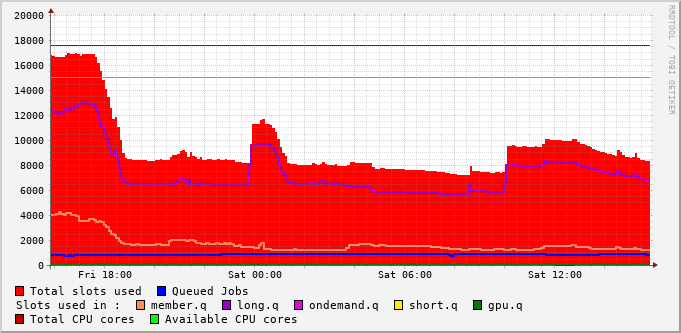 20000
18000
16000
14000
12000
10000
8000
6000
4000
2000
0
Fri 18:00 Sat 00:00 Sat 06:00 Sat 12:00
RRDTOOL / TOBI OETIKER
Total slots used Queued Jobs
Slots used in : member.q long.q ondemand.q short.q gpu.q
Total CPU cores Available CPU cores